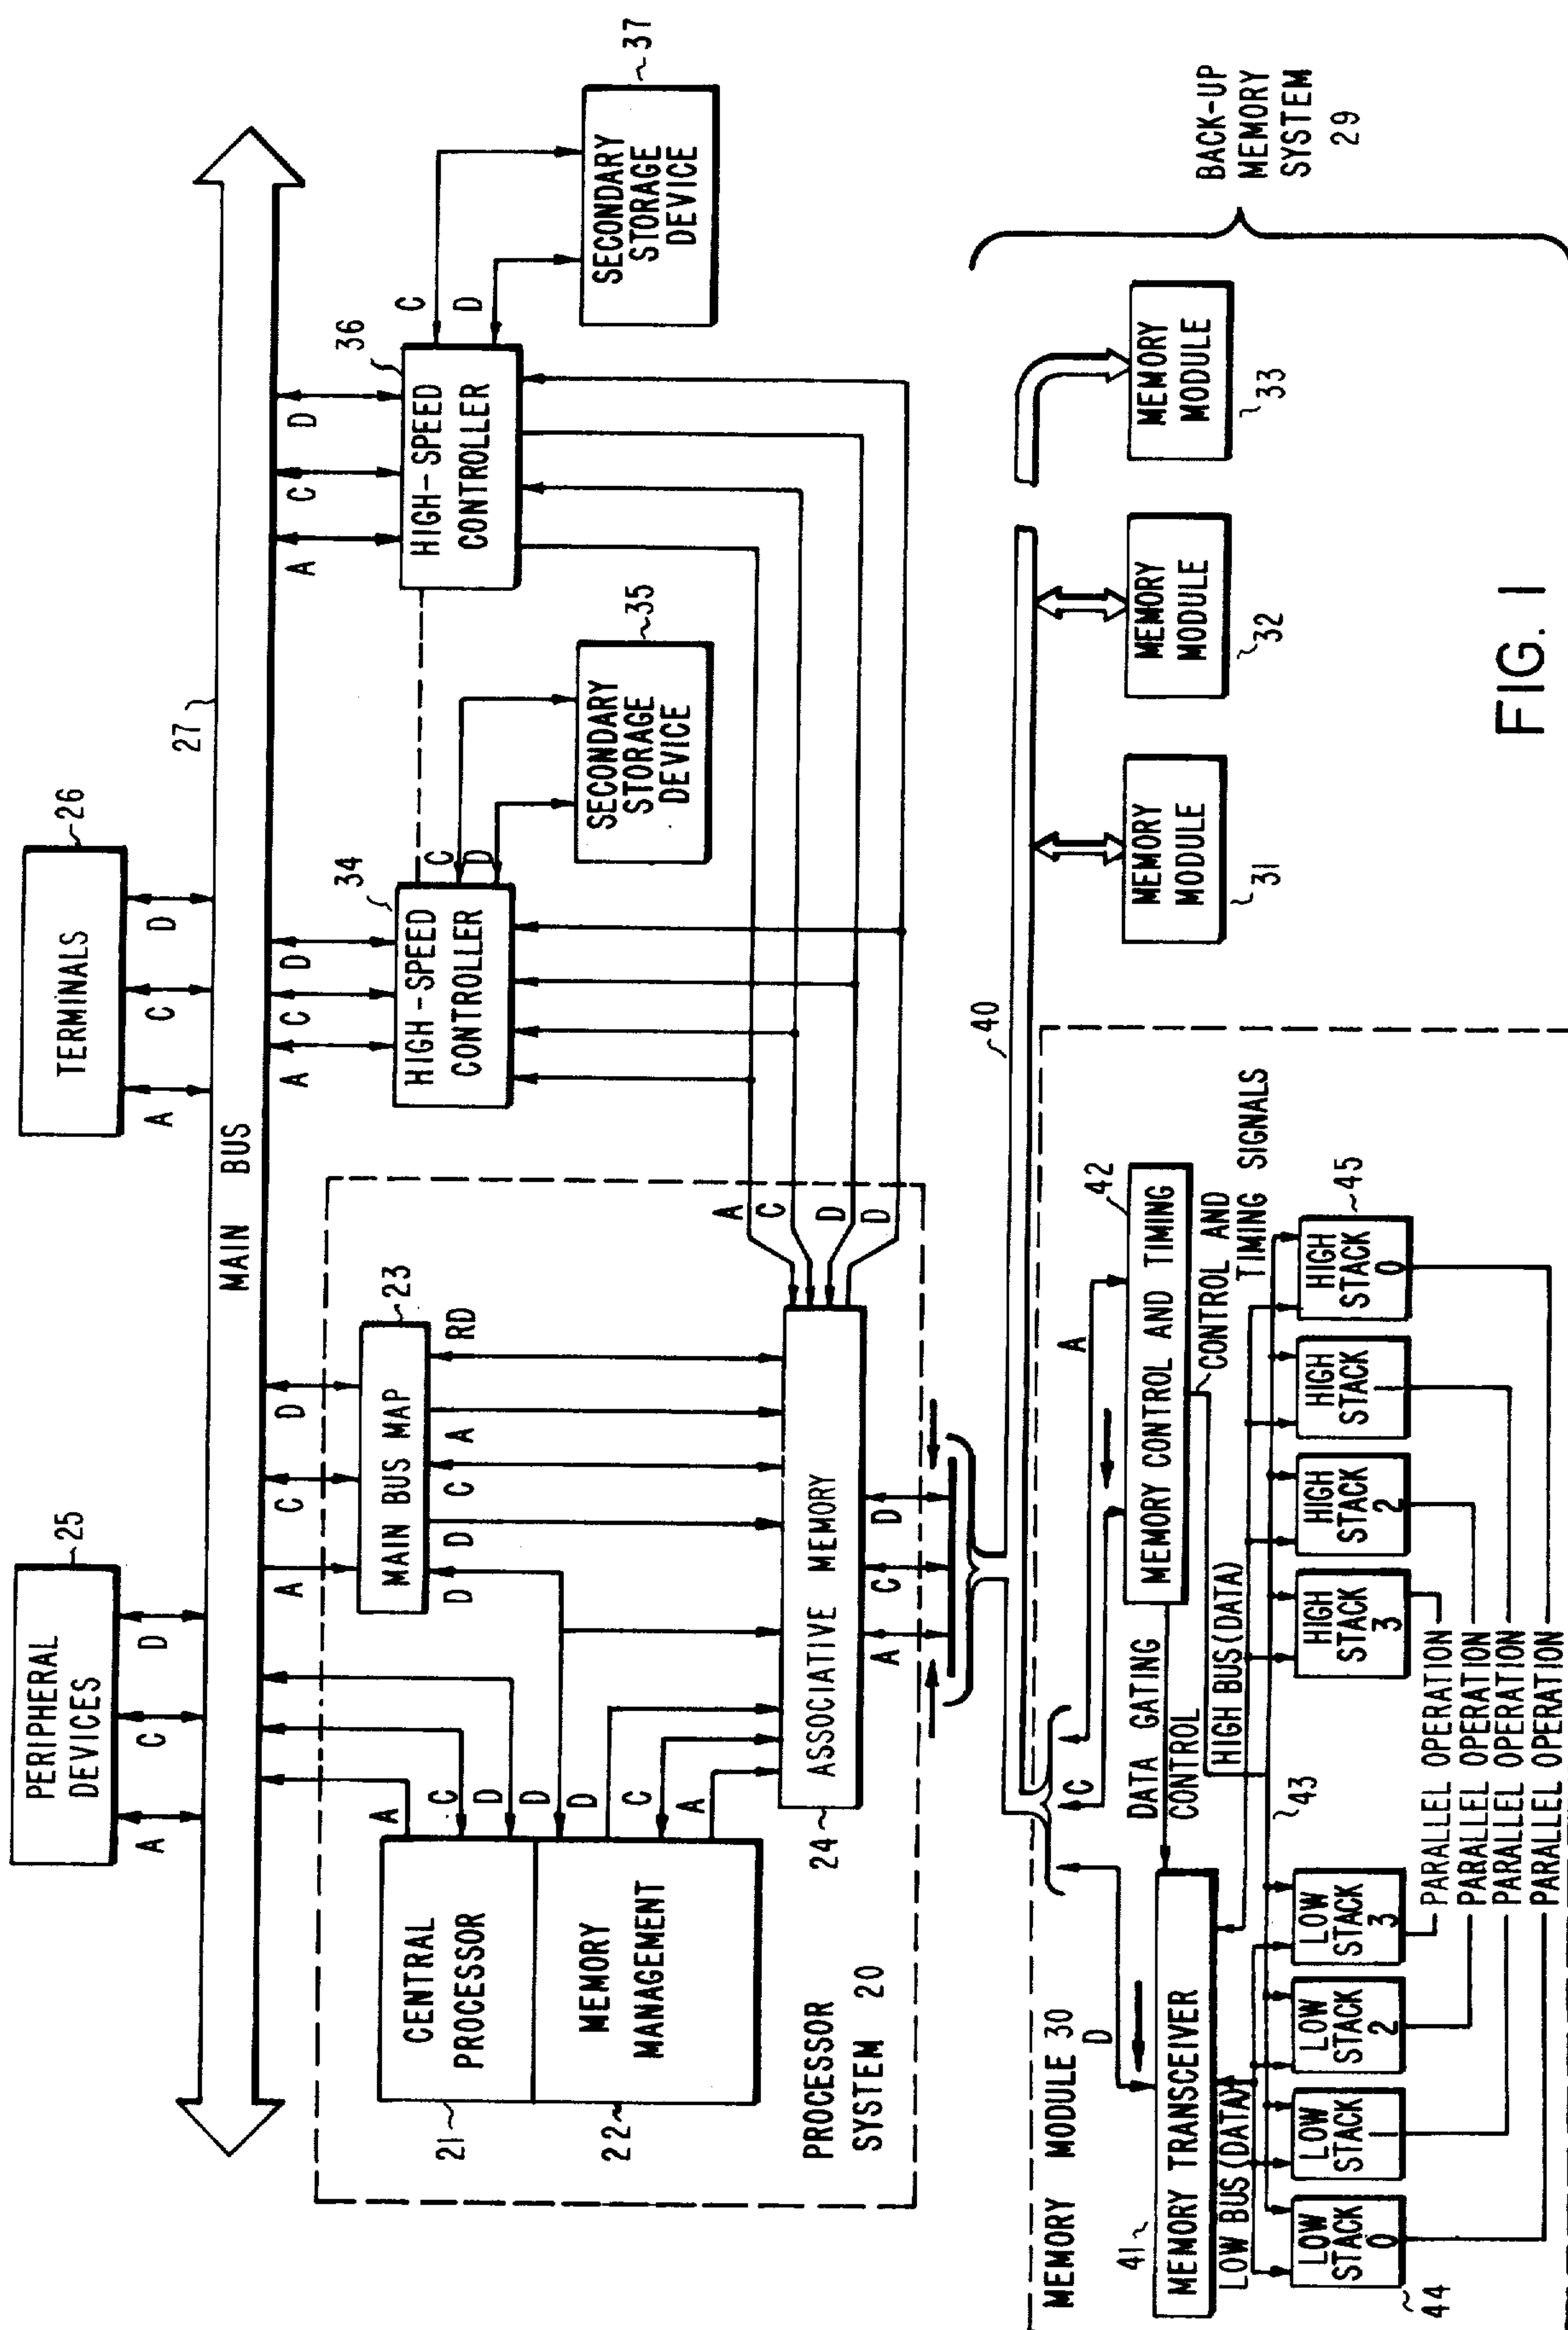 PERIPHERAL
DEVICES
25
A
C
D
TERMINALS
26
A
C
D
27
MAIN BUS
A
C
D
D
A
C
D
A
C
D
A
C
D
CENTRAL
PROCESSOR
21
MEMORY
MANAGEMENT
22
D
C
A
MAIN BUS MAP
23
D
D
C
A
RD
ASSOCIATIVE MEMORY
24
A
C
D
PROCESSOR
SYSTEM 20
A
C
D
D
HIGH-SPEED
CONTROLLER
34
C
D
SECONDARY
STORAGE
DEVICE
35
HIGH-SPEED
CONTROLLER
36
C
D
SECONDARY
STORAGE
DEVICE
37
BACK-UP
MEMORY
SYSTEM
29
40
MEMORY
MODULE
31
MEMORY
MODULE
32
MEMORY
MODULE
33
MEMORY MODULE 30
D
C
A
MEMORY TRANSCEIVER
41
DATA GATING
CONTROL
MEMORY CONTROL AND TIMING
42
CONTROL AND
TIMING SIGNALS
LOW BUS (DATA)
HIGH BUS (DATA)
43
LOW
STACK
0
44
LOW
STACK
1
LOW
STACK
2
LOW
STACK
3
HIGH
STACK
3
HIGH
STACK
2
HIGH
STACK
1
HIGH
STACK
0
45
PARALLEL OPERATION
PARALLEL OPERATION
PARALLEL OPERATION
PARALLEL OPERATION
FIG. 1